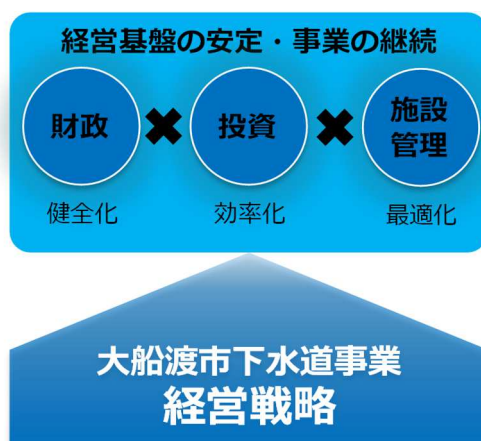 経営基盤の安定・事業の継続
財政 ✖ 投資 ✖ 施設
管理
健全化 効率化 最適化
大船渡市下水道事業
経営戦略